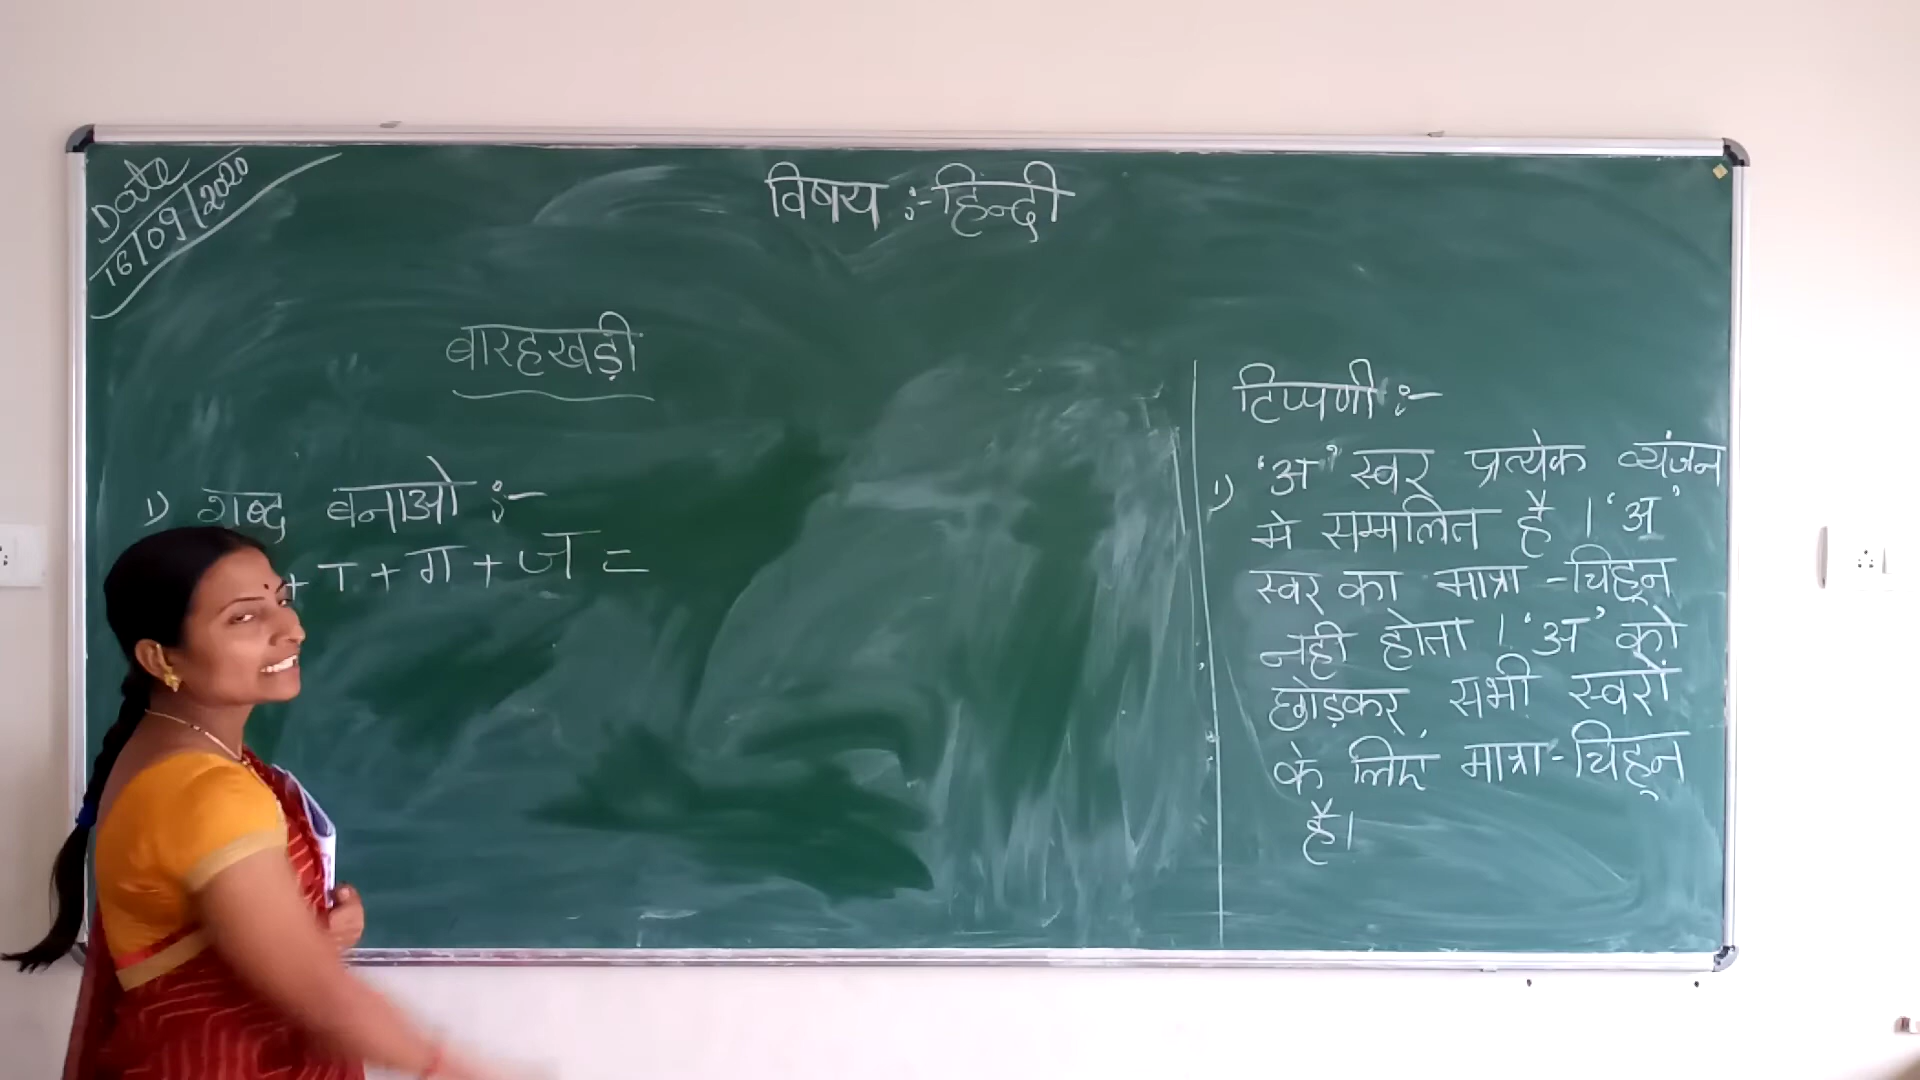 Date
16/09/2020
विषय :- हिन्दी
बारहखड़ी
1) शब्द बनाओ :-
+ ा + ग + ज =
टिप्पणी :-
1) 'अ' स्वर प्रत्येक व्यंज़न
मे सम्मलित है । 'अ'
स्वर का मात्रा - चिह्न
नही होता । 'अ' को
छोड़कर सभी स्वरों
के लिएं मात्रा - चिह्न
है ।